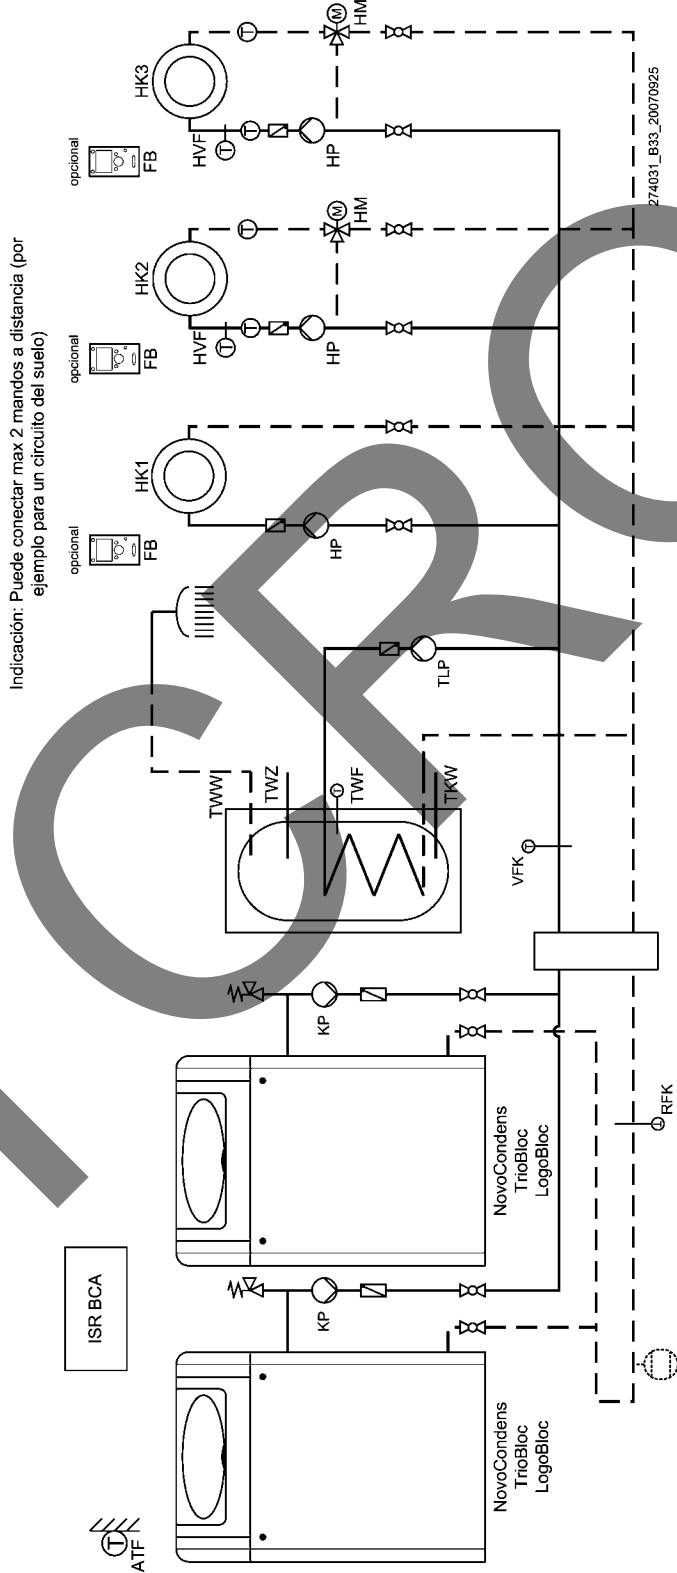 Indicación: Puede conectar max 2 mandos a distancia (por
ejemplo para un circuito del suelo)
T
ATF
ISR BCA
NovoCondens
TrioBloc
LogoBloc
KP
NovoCondens
TrioBloc
LogoBloc
KP
T
RFK
T
VFK
TWW
TWZ
T
TWF
TKW
TLP
opcional
FB
HK1
HP
opcional
FB
HK2
HVF
T
T
HP
T
M
HM
opcional
FB
HK3
HVF
T
T
HP
T
M
HM
274031_B33_20070925